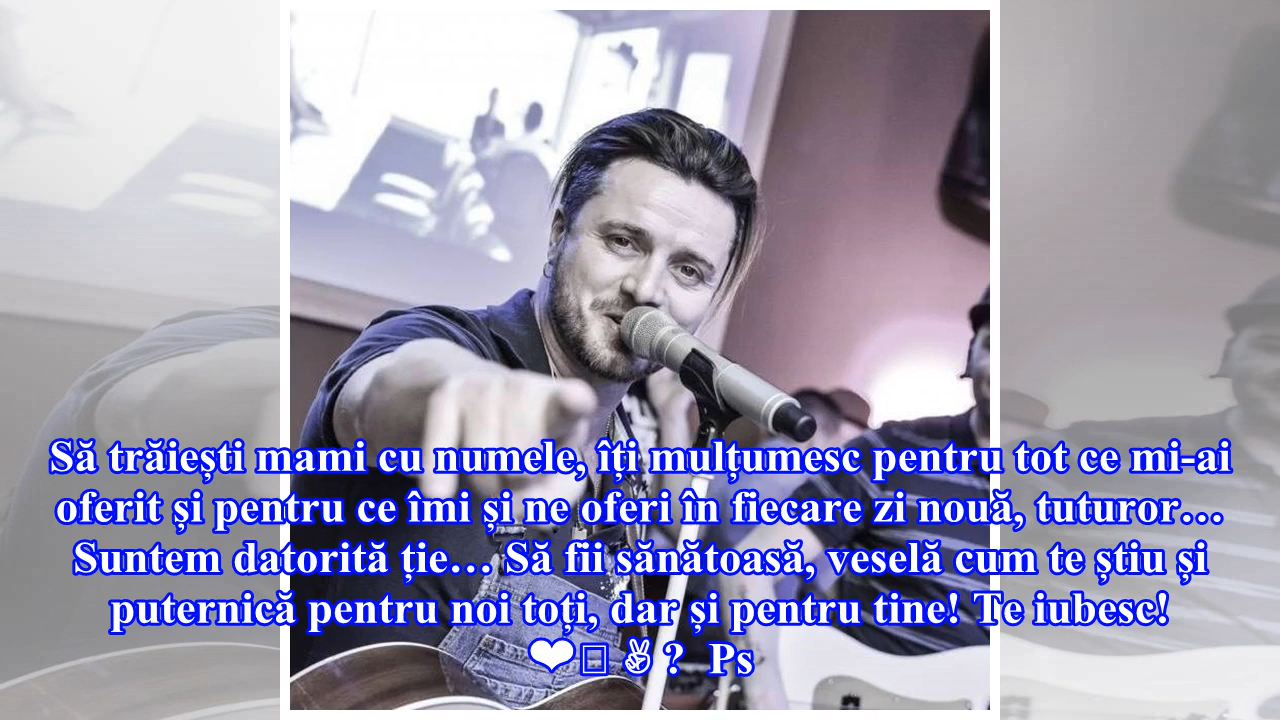 Să trăiești mami cu numele, îți mulțumesc pentru tot ce mi-ai
oferit și pentru ce îmi și ne oferi în fiecare zi nouă, tuturor…
Suntem datorită ție… Să fii sănătoasă, veselă cum te știu și
puternică pentru noi toți, dar și pentru tine! Te iubesc!
❤□✌? Ps